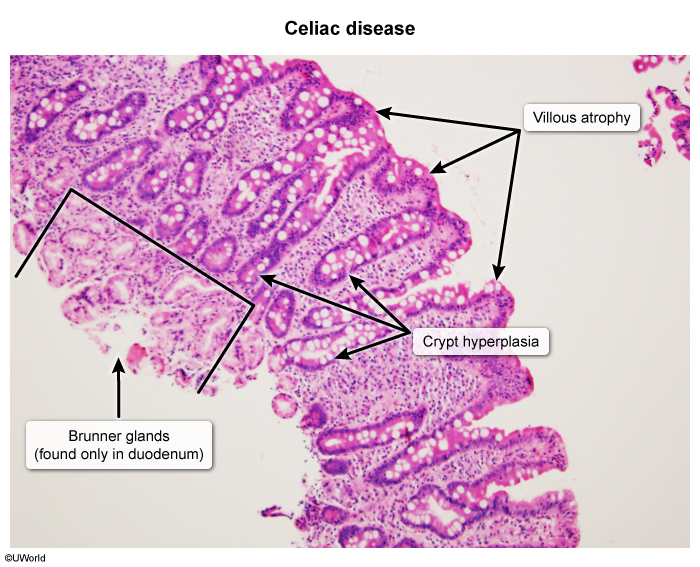 Celiac disease
Villous atrophy
Crypt hyperplasia
Brunner glands
(found only in duodenum)
©UWorld